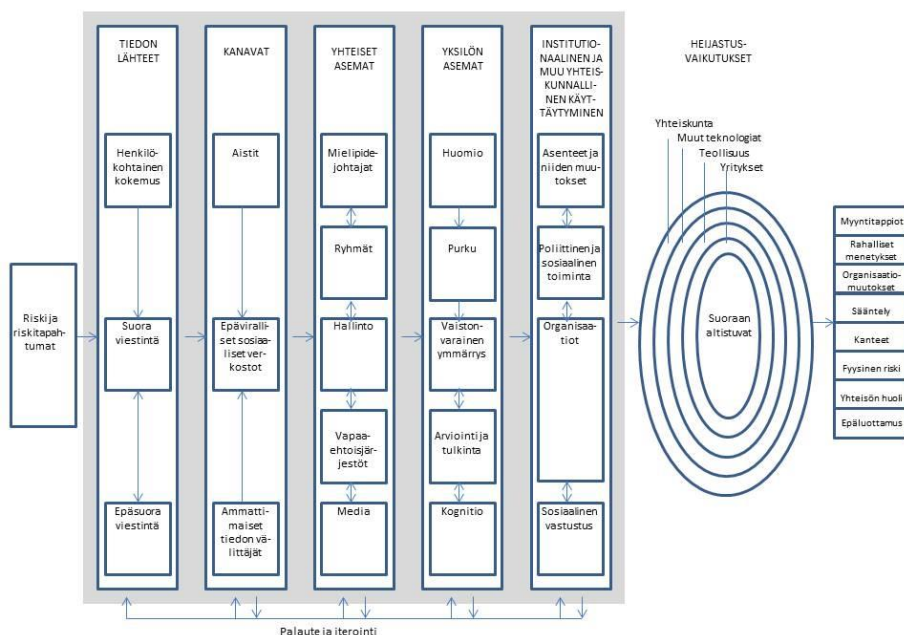 TIEDON
LÄHTEET
KANAVAT
YHTEISET
ASEMAT
YKSILÖN
ASEMAT
INSTITUTIO-
NAALINEN JA
MUU YHTEIS-
KUNNALLI-
NEN KÄYT-
TÄYTYMINEN
HEIJASTUS-
VAIKUTUKSET
Riski ja
riskitapah-
tumat
Henkilö-
kohtainen
kokemus
Suora
viestintä
Epäsuora
viestintä
Aistit
Epäviralli-
set sosiaa-
liset ver-
kostot
Ammatti-
maiset
tiedon vä-
littäjät
Mielipide-
johtajat
Ryhmät
Hallinto
Vapaa-
ehtoisjär-
jestöt
Media
Huomio
Purku
Vaiston-
varainen
ymmärrys
Arviointi ja
tulkinta
Kognitio
Asenteet ja
niiden muu-
tokset
Poliittinen ja
sosiaalinen
toiminta
Organisaa-
tiot
Sosiaalinen
vastustus
Yhteiskunta
Muut teknologiat
Teollisuus
Yritykset
Suoraan
altistuvat
Myyntitappiot
Rahalliset
menetykset
Organisaatio-
muutokset
Sääntely
Kanteet
Fyysinen riski
Yhteisön huoli
Epäluottamus
Palaute ja iterointi